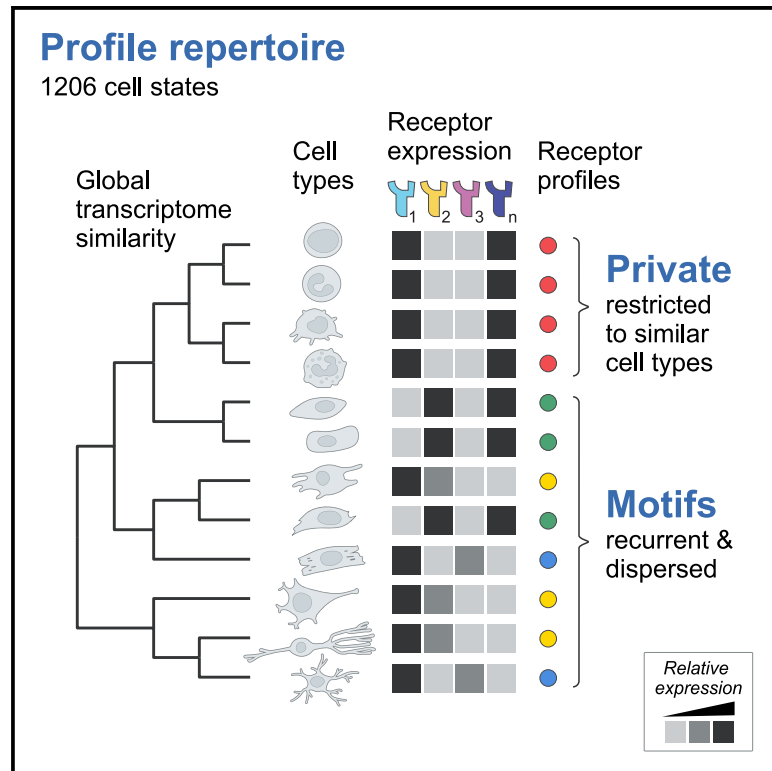 Profile repertoire
1206 cell states
Global
transcriptome
similarity
Cell
types
Receptor
expression
Receptor
profiles
1 2 3 n
Private
restricted
to similar
cell types
Motifs
recurrent &
dispersed
Relative
expression